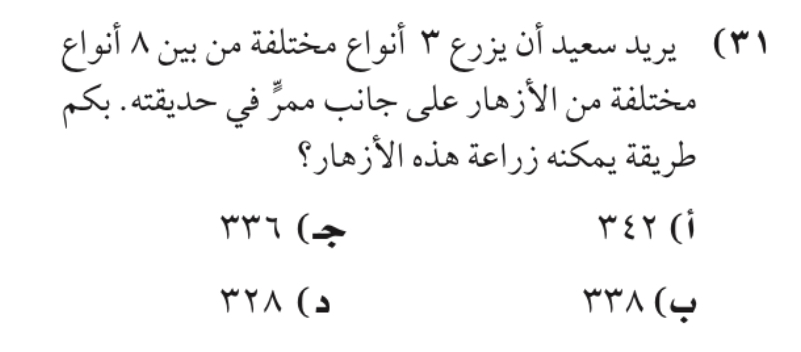 ٣١) يريد سعيد أن يزرع ٣ أنواع مختلفة من بين ٨ أنواع
مختلفة من الأزهار على جانب ممرٍّ في حديقته. بكم
طريقة يمكنه زراعة هذه الأزهار؟
أ) ٣٤٢ جـ) ٣٣٦
ب) ٣٣٨ د) ٣٢٨